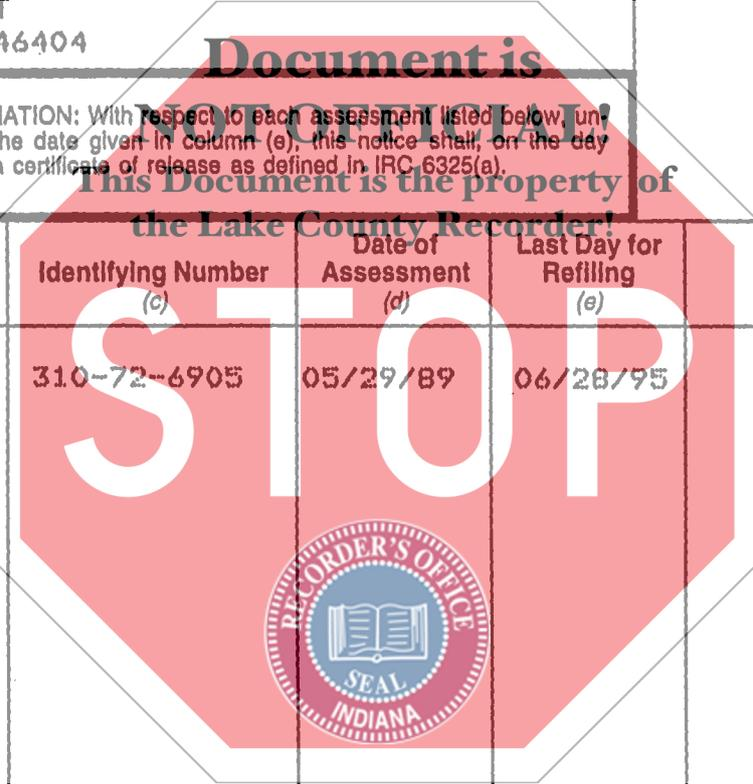 46404
Document is
NOT OFFICIAL!
IATION: With respect to each assessment listed below, un-
he date given in column (e), this notice shall, on the day
certificate of release as defined in IRC 6325(a).
This Document is the property of
the Lake County Recorder!
Identifying Number
(c)
Date of
Assessment
(d)
Last Day for
Refiling
(e)
310-72-6905 05/29/89 06/28/95
STOP
RECORDER'S OFFICE
SEAL
INDIANA